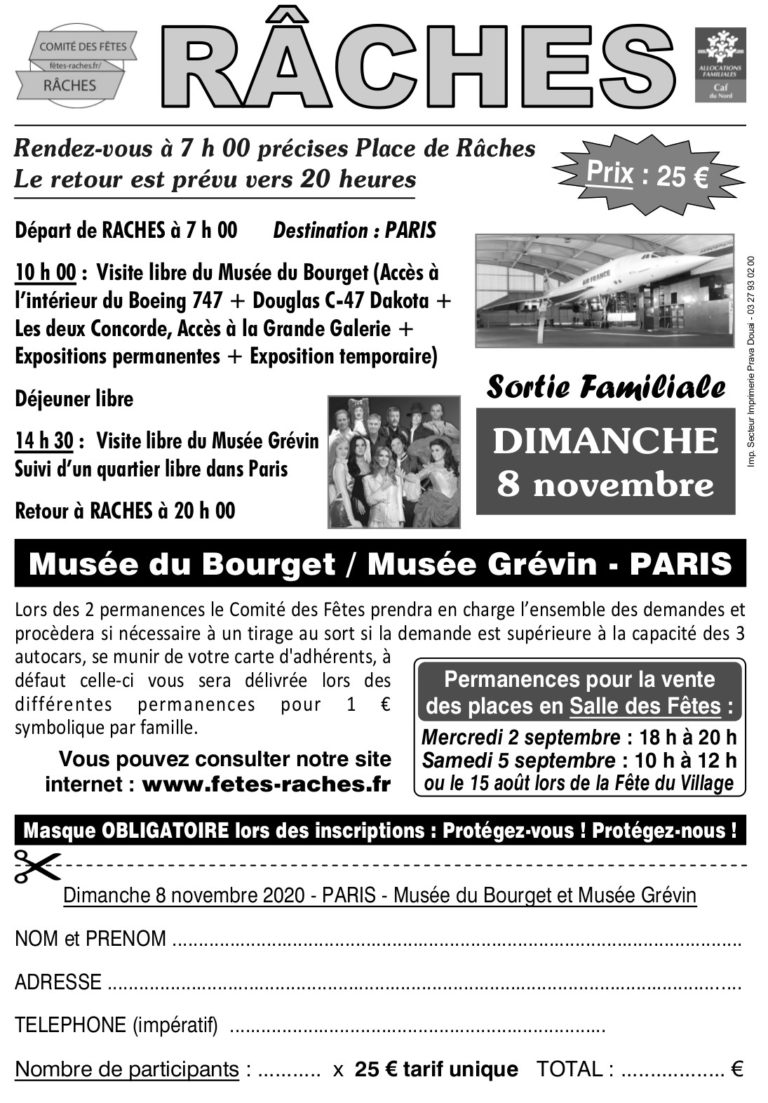 COMITÉ DES FÊTES
fêtes-raches.fr/
RÂCHES
RÂCHES
ALLOCATIONS
FAMILIALES
Caf
du Nord
Rendez-vous à 7 h 00 précises Place de Râches
Le retour est prévu vers 20 heures
Prix : 25 €
Départ de RACHES à 7 h 00 Destination : PARIS
10 h 00 : Visite libre du Musée du Bourget (Accès à
l'intérieur du Boeing 747 + Douglas C-47 Dakota +
Les deux Concorde, Accès à la Grande Galerie +
Expositions permanentes + Exposition temporaire)
Déjeuner libre
14 h 30 : Visite libre du Musée Grévin
Suivi d'un quartier libre dans Paris
Retour à RACHES à 20 h 00
AIR FRANCE
Sortie Familiale
DIMANCHE
8 novembre
Imp. Secteur Imprimerie Prava Douai - 03 27 93 02 00
Musée du Bourget / Musée Grévin - PARIS
Lors des 2 permanences le Comité des Fêtes prendra en charge l'ensemble des demandes et
procèdera si nécessaire à un tirage au sort si la demande est supérieure à la capacité des 3
autocars, se munir de votre carte d'adhérents, à
défaut celle-ci vous sera délivrée lors des
différentes permanences pour 1 €
symbolique par famille.
Vous pouvez consulter notre site
internet : www.fetes-raches.fr
Permanences pour la vente
des places en Salle des Fêtes :
Mercredi 2 septembre : 18 h à 20 h
Samedi 5 septembre : 10 h à 12 h
ou le 15 août lors de la Fête du Village
Masque OBLIGATOIRE lors des inscriptions : Protégez-vous ! Protégez-nous !
Dimanche 8 novembre 2020 - PARIS - Musée du Bourget et Musée Grévin
NOM et PRENOM ..............................................................................................................
ADRESSE ..........................................................................................................................
TELEPHONE (impératif) ........................................................................
Nombre de participants : ........... x 25 € tarif unique TOTAL : .................. €